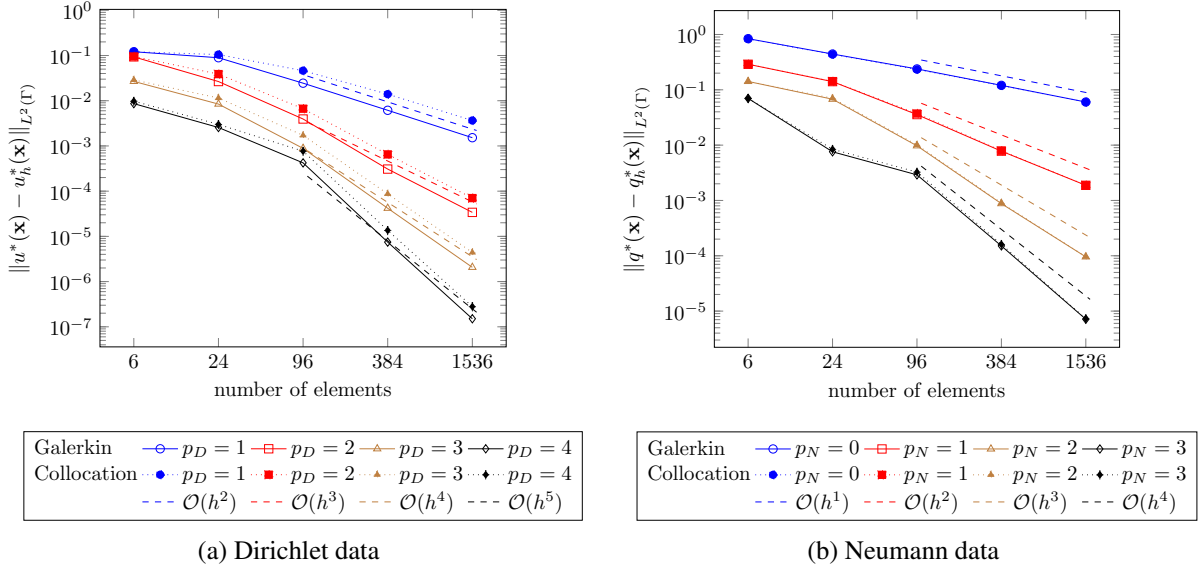 10^0
10^{-1}
10^{-2}
10^{-3}
10^{-4}
10^{-5}
10^{-6}
10^{-7}
||u*(𝐱) − u_h*(𝐱)||_{L²(Γ)}
6 24 96 384 1536
number of elements
Galerkin p_D = 1 p_D = 2 p_D = 3 p_D = 4
Collocation p_D = 1 p_D = 2 p_D = 3 p_D = 4
𝒪(h²) 𝒪(h³) 𝒪(h⁴) 𝒪(h⁵)
(a) Dirichlet data
10^0
10^{-1}
10^{-2}
10^{-3}
10^{-4}
10^{-5}
||q*(𝐱) − q_h*(𝐱)||_{L²(Γ)}
6 24 96 384 1536
number of elements
Galerkin p_N = 0 p_N = 1 p_N = 2 p_N = 3
Collocation p_N = 0 p_N = 1 p_N = 2 p_N = 3
𝒪(h¹) 𝒪(h²) 𝒪(h³) 𝒪(h⁴)
(b) Neumann data